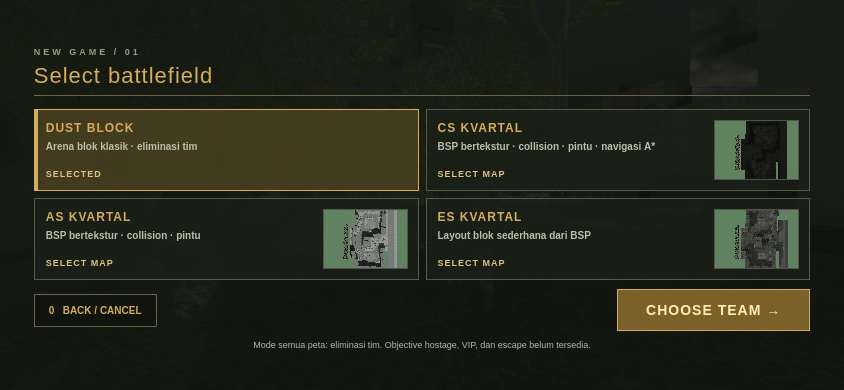 NEW GAME / 01
Select battlefield
DUST BLOCK
Arena blok klasik · eliminasi tim
SELECTED
CS KVARTAL
BSP bertekstur · collision · pintu · navigasi A*
SELECT MAP
AS KVARTAL
BSP bertekstur · collision · pintu
SELECT MAP
ES KVARTAL
Layout blok sederhana dari BSP
SELECT MAP
0 BACK / CANCEL
CHOOSE TEAM →
Mode semua peta: eliminasi tim. Objective hostage, VIP, dan escape belum tersedia.